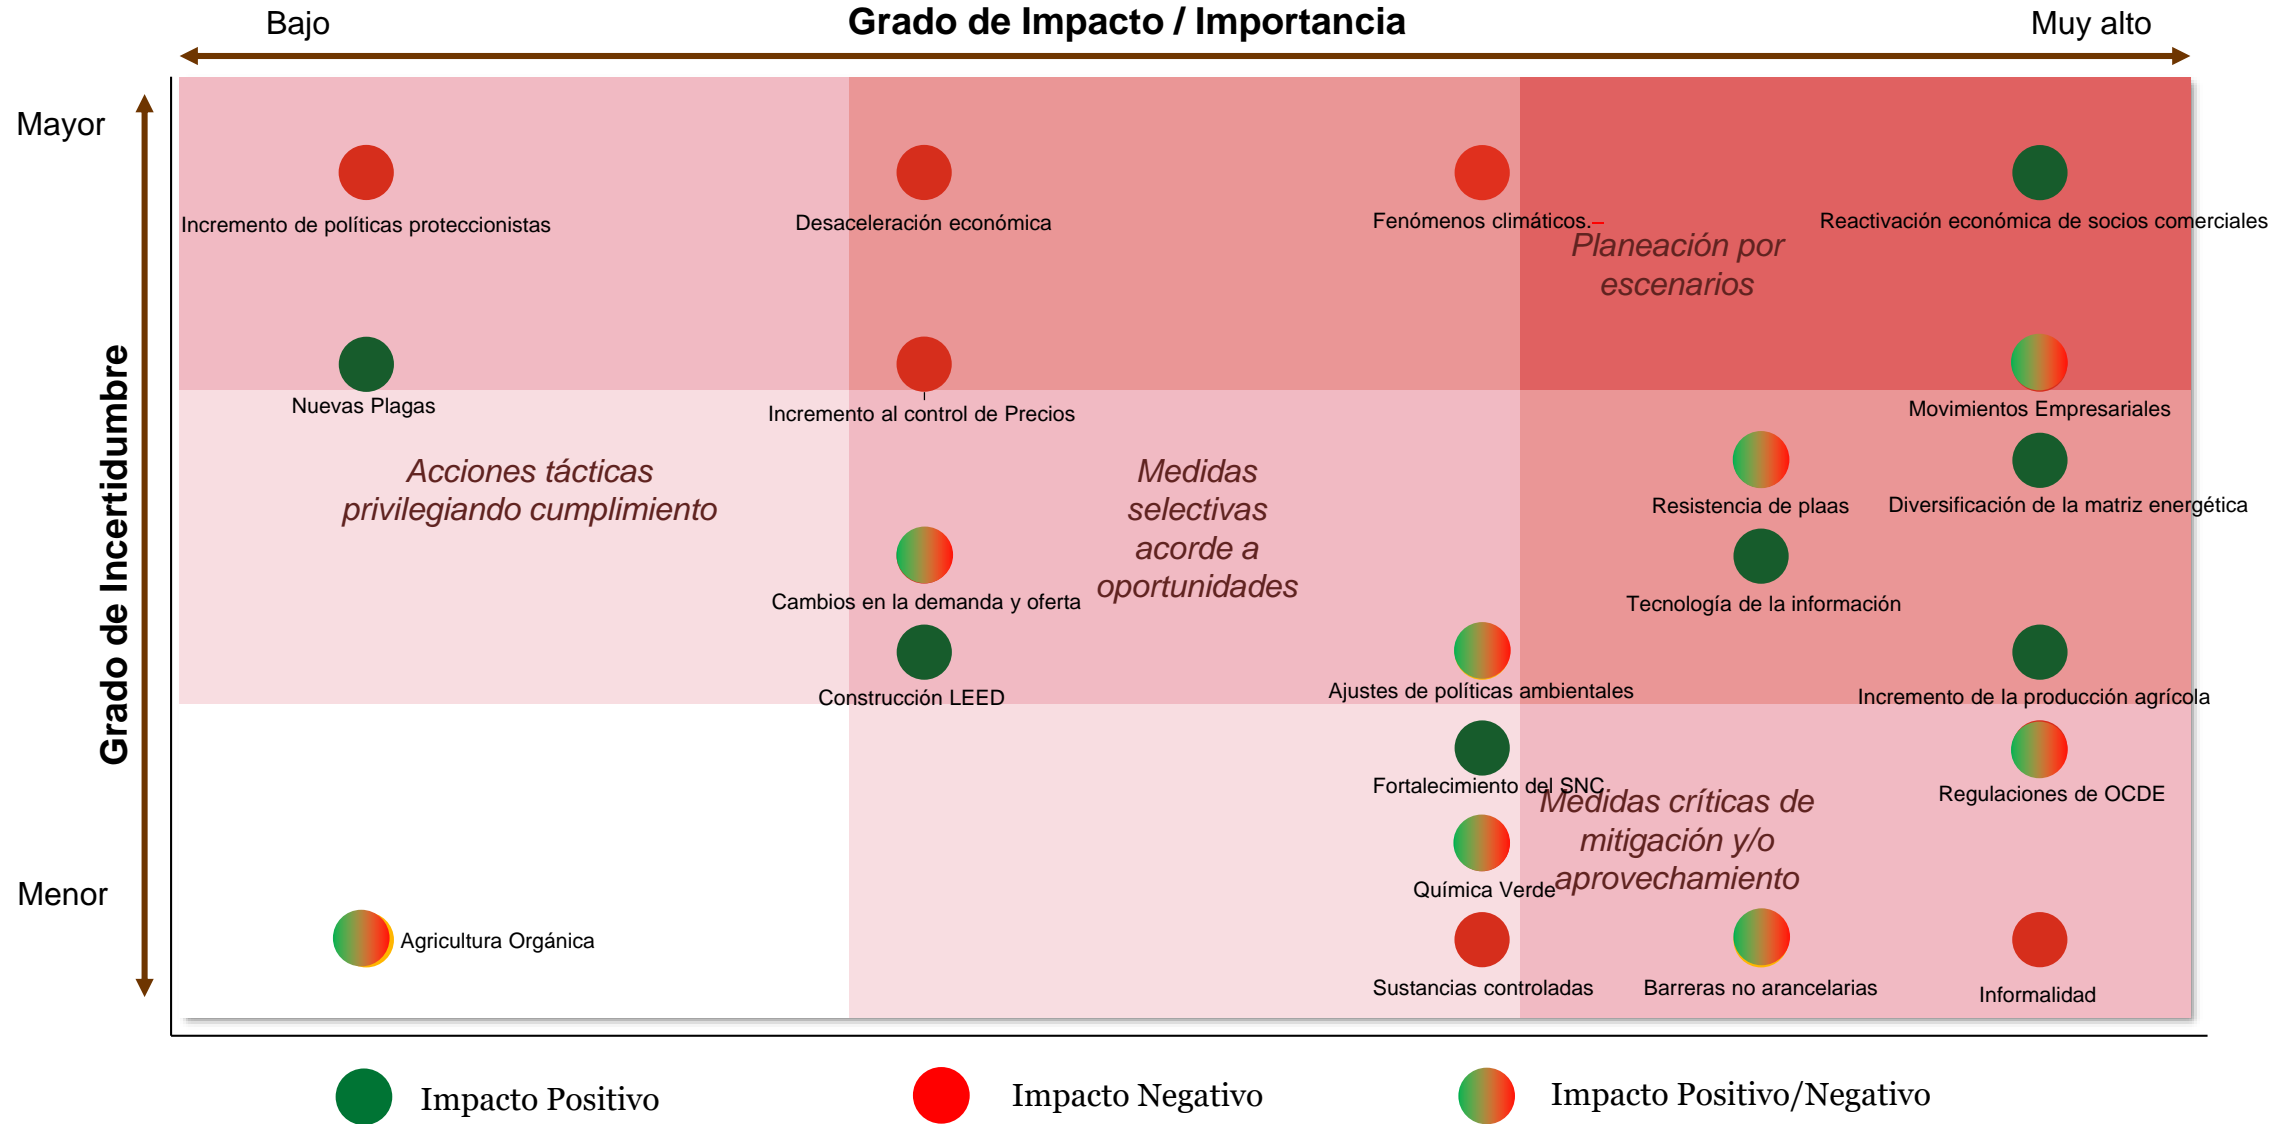 Bajo
Grado de Impacto / Importancia
Muy alto
Mayor
Incremento de políticas proteccionistas
Desaceleración económica
Fenómenos climáticos.
Reactivación económica de socios comerciales
Planeación por
escenarios
Nuevas Plagas
Incremento al control de Precios
Movimientos Empresariales
Grado de Incertidumbre
Acciones tácticas
privilegiando cumplimiento
Medidas
selectivas
acorde a
oportunidades
Resistencia de plaas
Diversificación de la matriz energética
Cambios en la demanda y oferta
Tecnología de la información
Construcción LEED
Ajustes de políticas ambientales
Incremento de la producción agrícola
Fortalecimiento del SNC
Regulaciones de OCDE
Medidas críticas de
mitigación y/o
aprovechamiento
Menor
Química Verde
Agricultura Orgánica
Sustancias controladas
Barreras no arancelarias
Informalidad
Impacto Positivo
Impacto Negativo
Impacto Positivo/Negativo